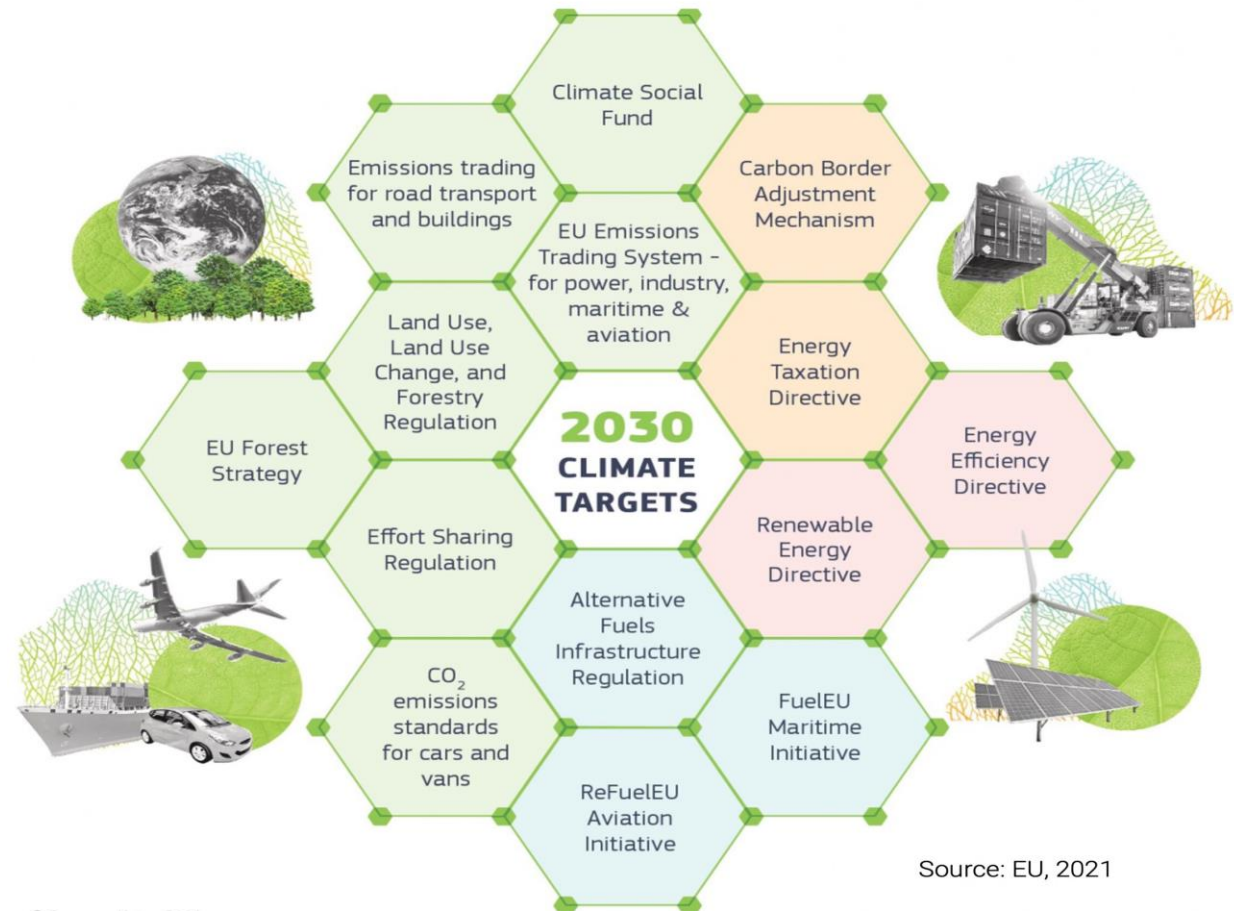 Climate Social
Fund
Emissions trading
for road transport
and buildings
Carbon Border
Adjustment
Mechanism
EU Emissions
Trading System –
for power, industry,
maritime &
aviation
Land Use,
Land Use
Change, and
Forestry
Regulation
Energy
Taxation
Directive
EU Forest
Strategy
2030
CLIMATE
TARGETS
Energy
Efficiency
Directive
Effort Sharing
Regulation
Renewable
Energy
Directive
Alternative
Fuels
Infrastructure
Regulation
CO₂
emissions
standards
for cars and
vans
FuelEU
Maritime
Initiative
ReFuelEU
Aviation
Initiative
Source: EU, 2021